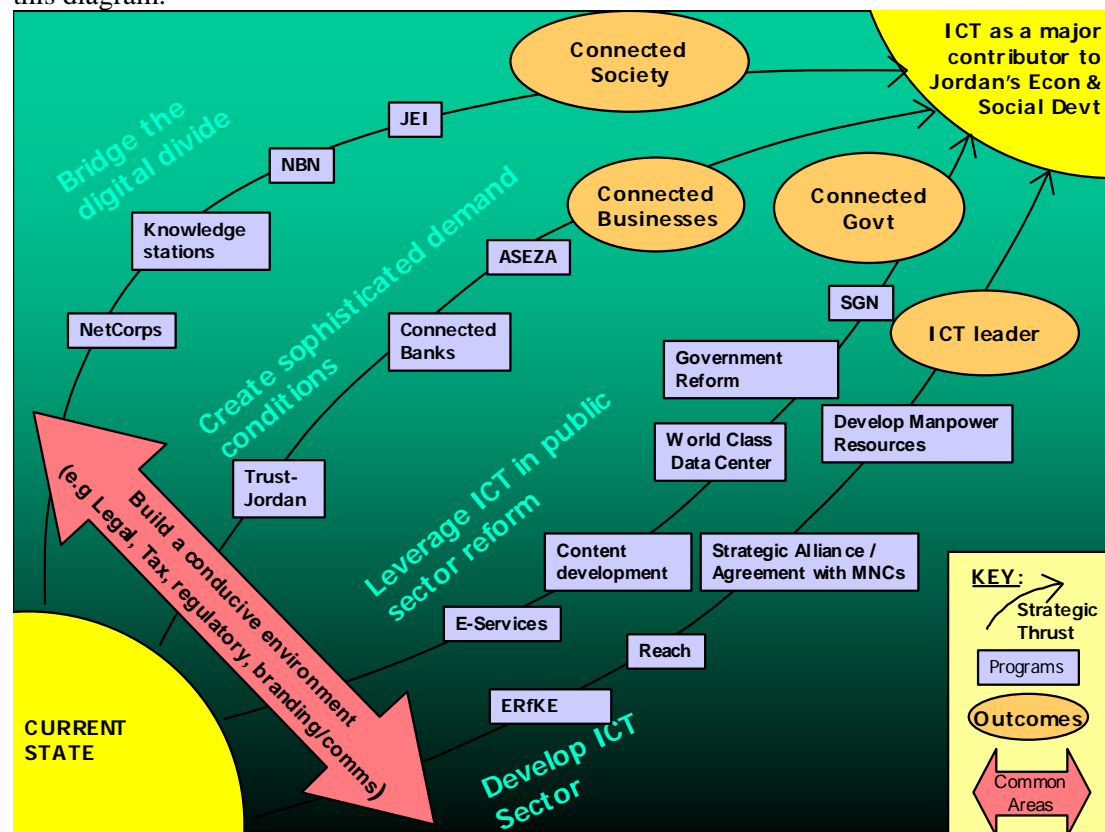 this diagram.
ICT as a major
contributor to
Jordan's Econ &
Social Devt
Connected
Society
JEI
Bridge the
digital divide
NBN
Knowledge
stations
NetCorps
Connected
Businesses
Connected
Govt
ASEZA
Create sophisticated demand
conditions
Connected
Banks
SGN
ICT leader
Government
Reform
World Class
Data Center
Develop Manpower
Resources
Trust-
Jordan
Build a conducive environment
(e.g Legal, Tax, regulatory, branding/comms)
Leverage ICT in public
sector reform
Content
development
Strategic Alliance /
Agreement with MNCs
E-Services
Reach
ERfKE
Develop ICT
Sector
CURRENT
STATE
KEY:
Strategic
Thrust
Programs
Outcomes
Common
Areas